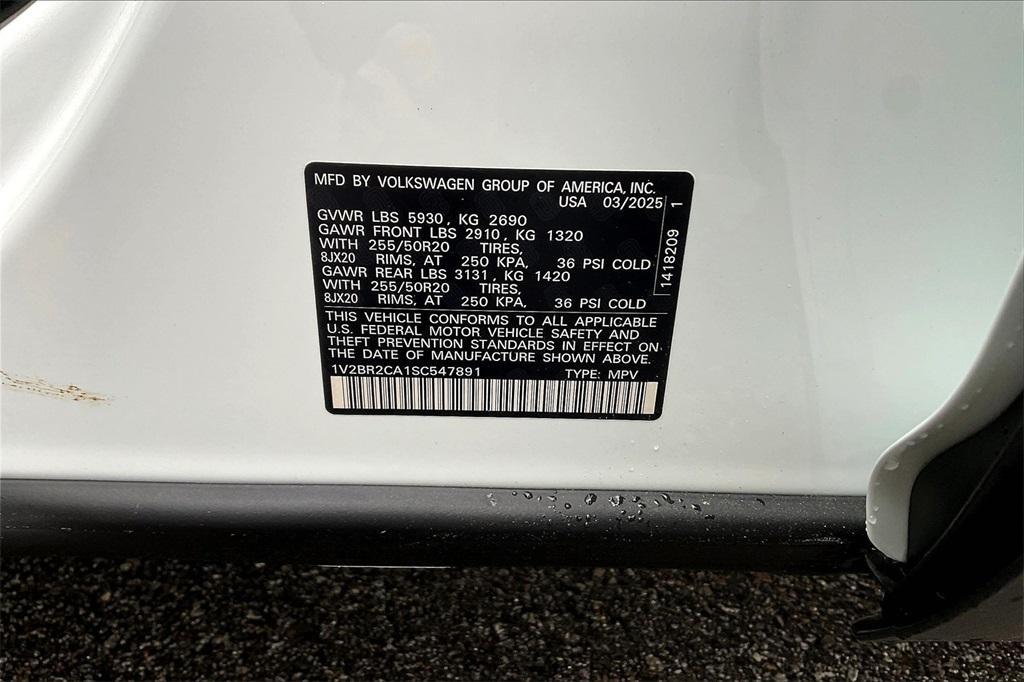 MFD BY VOLKSWAGEN GROUP OF AMERICA, INC.
USA 03/2025
GVWR LBS 5930, KG 2690
GAWR FRONT LBS 2910, KG 1320
WITH 255/50R20 TIRES,
8JX20 RIMS, AT 250 KPA, 36 PSI COLD
GAWR REAR LBS 3131, KG 1420
WITH 255/50R20 TIRES,
8JX20 RIMS, AT 250 KPA, 36 PSI COLD
1418209 1
THIS VEHICLE CONFORMS TO ALL APPLICABLE
U.S. FEDERAL MOTOR VEHICLE SAFETY AND
THEFT PREVENTION STANDARDS IN EFFECT ON
THE DATE OF MANUFACTURE SHOWN ABOVE.
1V2BR2CA1SC547891 TYPE: MPV